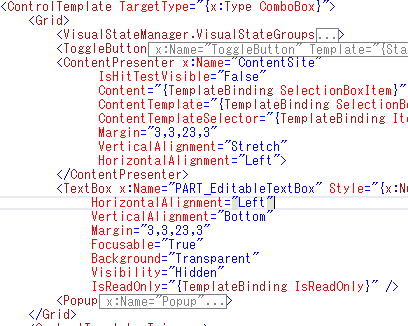 <ControlTemplate TargetType="{x:Type ComboBox}">
<Grid>
<VisualStateManager.VisualStateGroups...>
<ToggleButton x:Name="ToggleButton" Template="{Sta
<ContentPresenter x:Name="ContentSite"
IsHitTestVisible="False"
Content="{TemplateBinding SelectionBoxItem}"
ContentTemplate="{TemplateBinding SelectionBo
ContentTemplateSelector="{TemplateBinding Ite
Margin="3,3,23,3"
VerticalAlignment="Stretch"
HorizontalAlignment="Left">
</ContentPresenter>
<TextBox x:Name="PART_EditableTextBox" Style="{x:N
HorizontalAlignment="Left"
VerticalAlignment="Bottom"
Margin="3,3,23,3"
Focusable="True"
Background="Transparent"
Visibility="Hidden"
IsReadOnly="{TemplateBinding IsReadOnly}" />
<Popup x:Name="Popup"...>
</Grid>